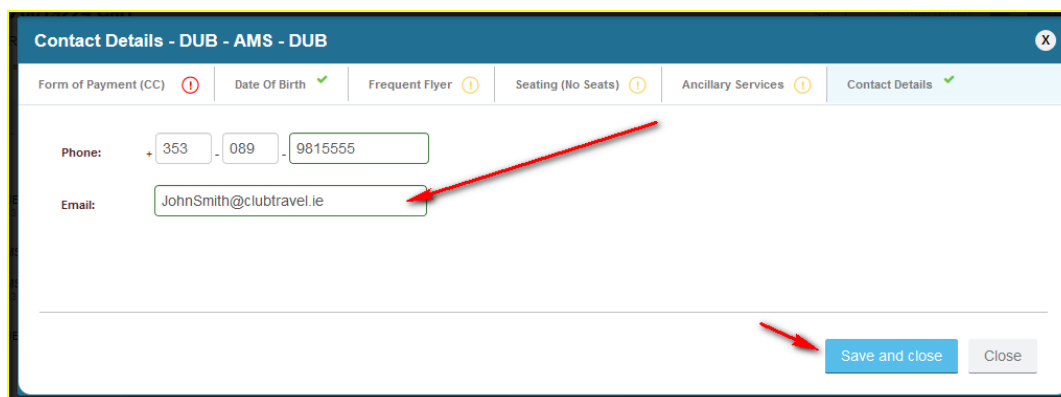 Contact Details - DUB - AMS - DUB X
Form of Payment (CC) ! Date Of Birth Frequent Flyer ! Seating (No Seats) ! Ancillary Services ! Contact Details
Phone: + 353 - 089 - 9815555
Email: JohnSmith@clubtravel.ie
Save and close Close